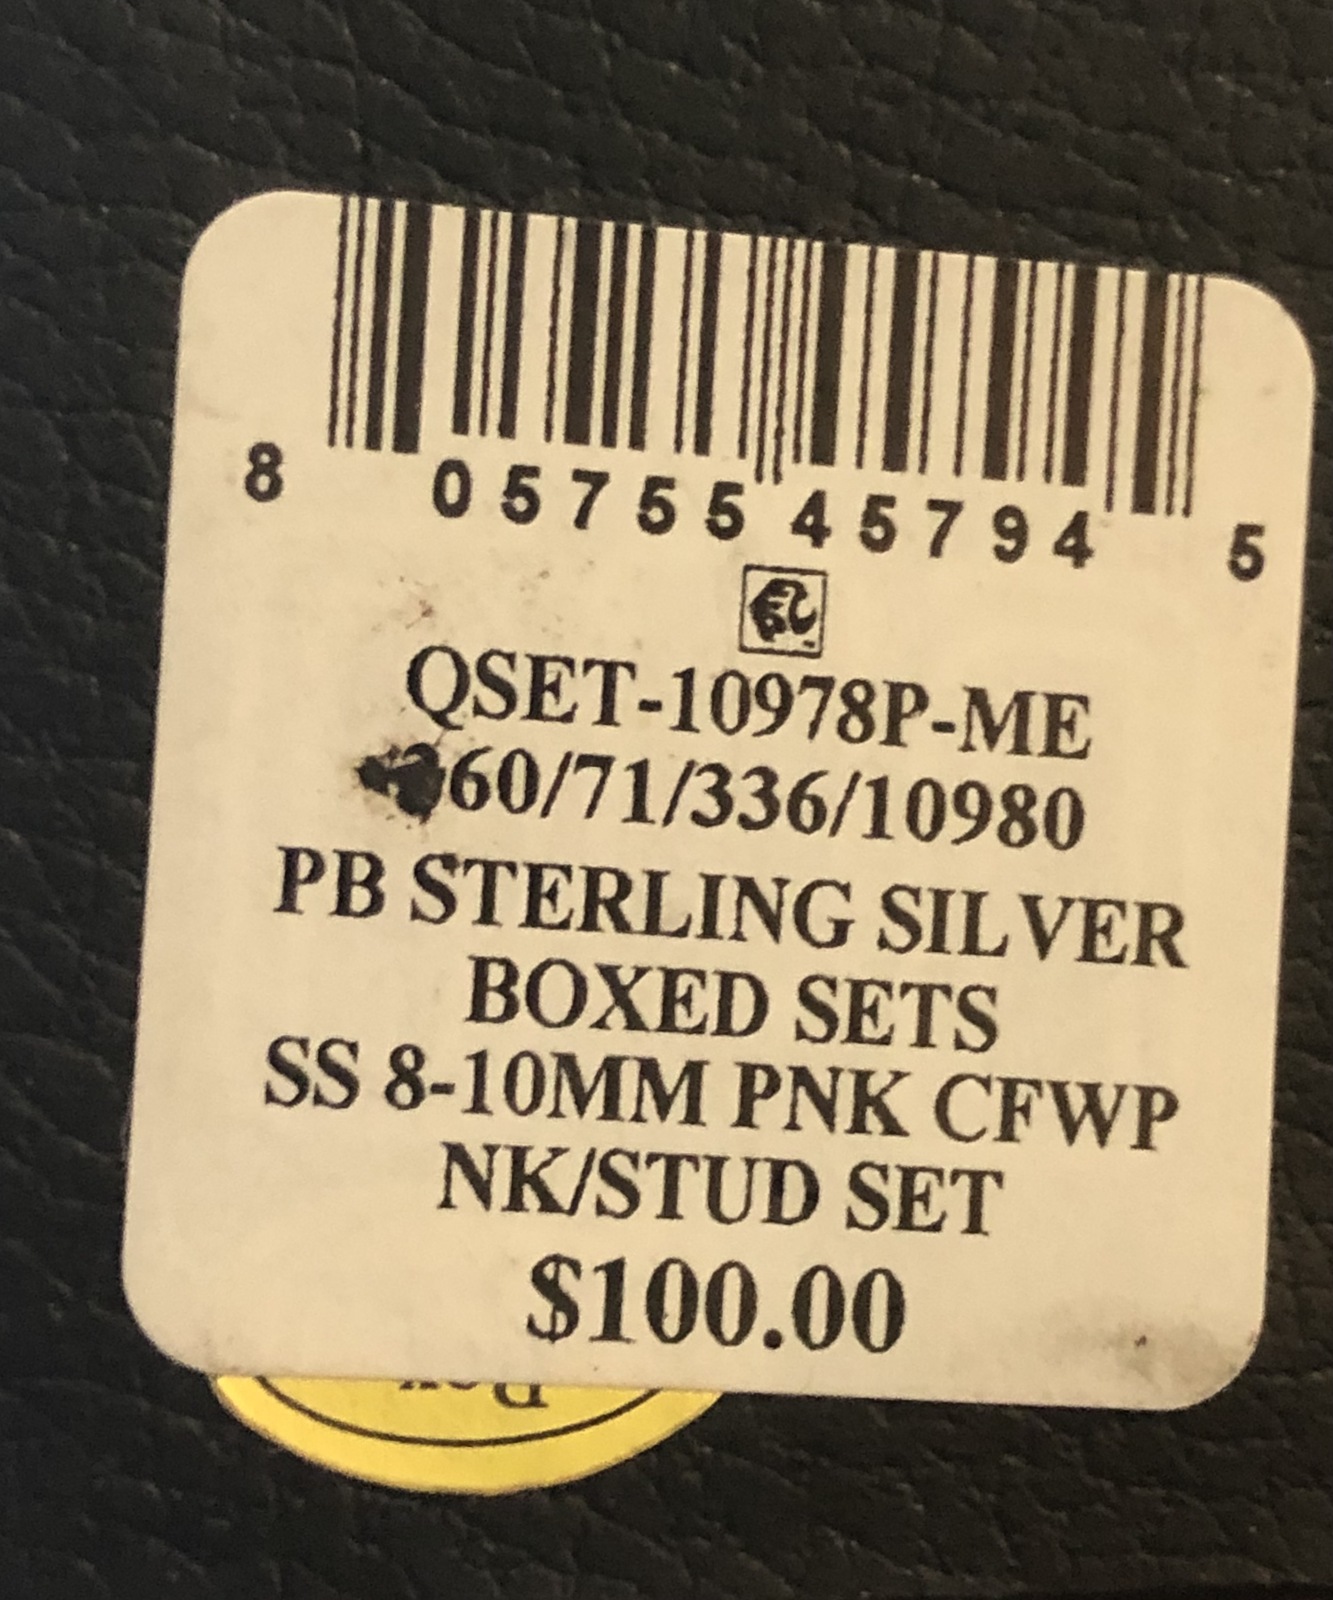 8 05755 45794 5
QSET-10978P-ME
60/71/336/10980
PB STERLING SILVER
BOXED SETS
SS 8-10MM PNK CFWP
NK/STUD SET
$100.00